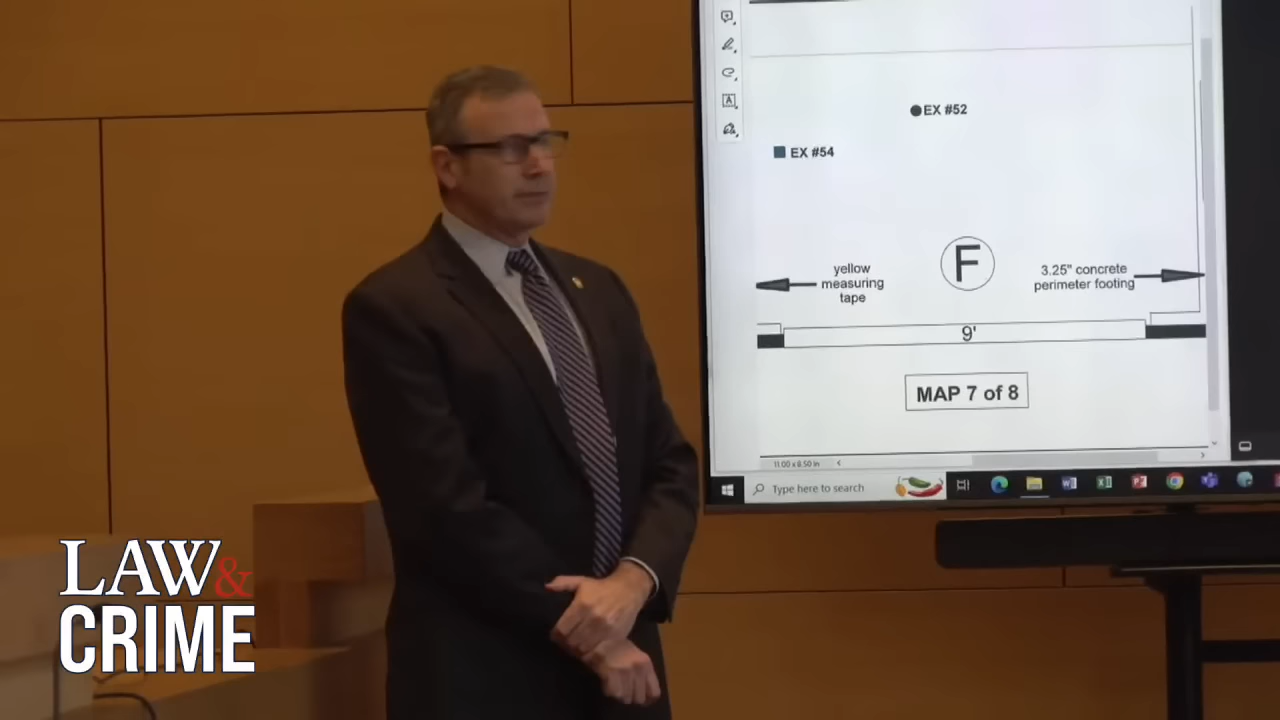 EX #52
EX #54
F
yellow
measuring
tape
3.25" concrete
perimeter footing
9'
MAP 7 of 8
11.00 x 8.50 in
Type here to search
LAW&
CRIME